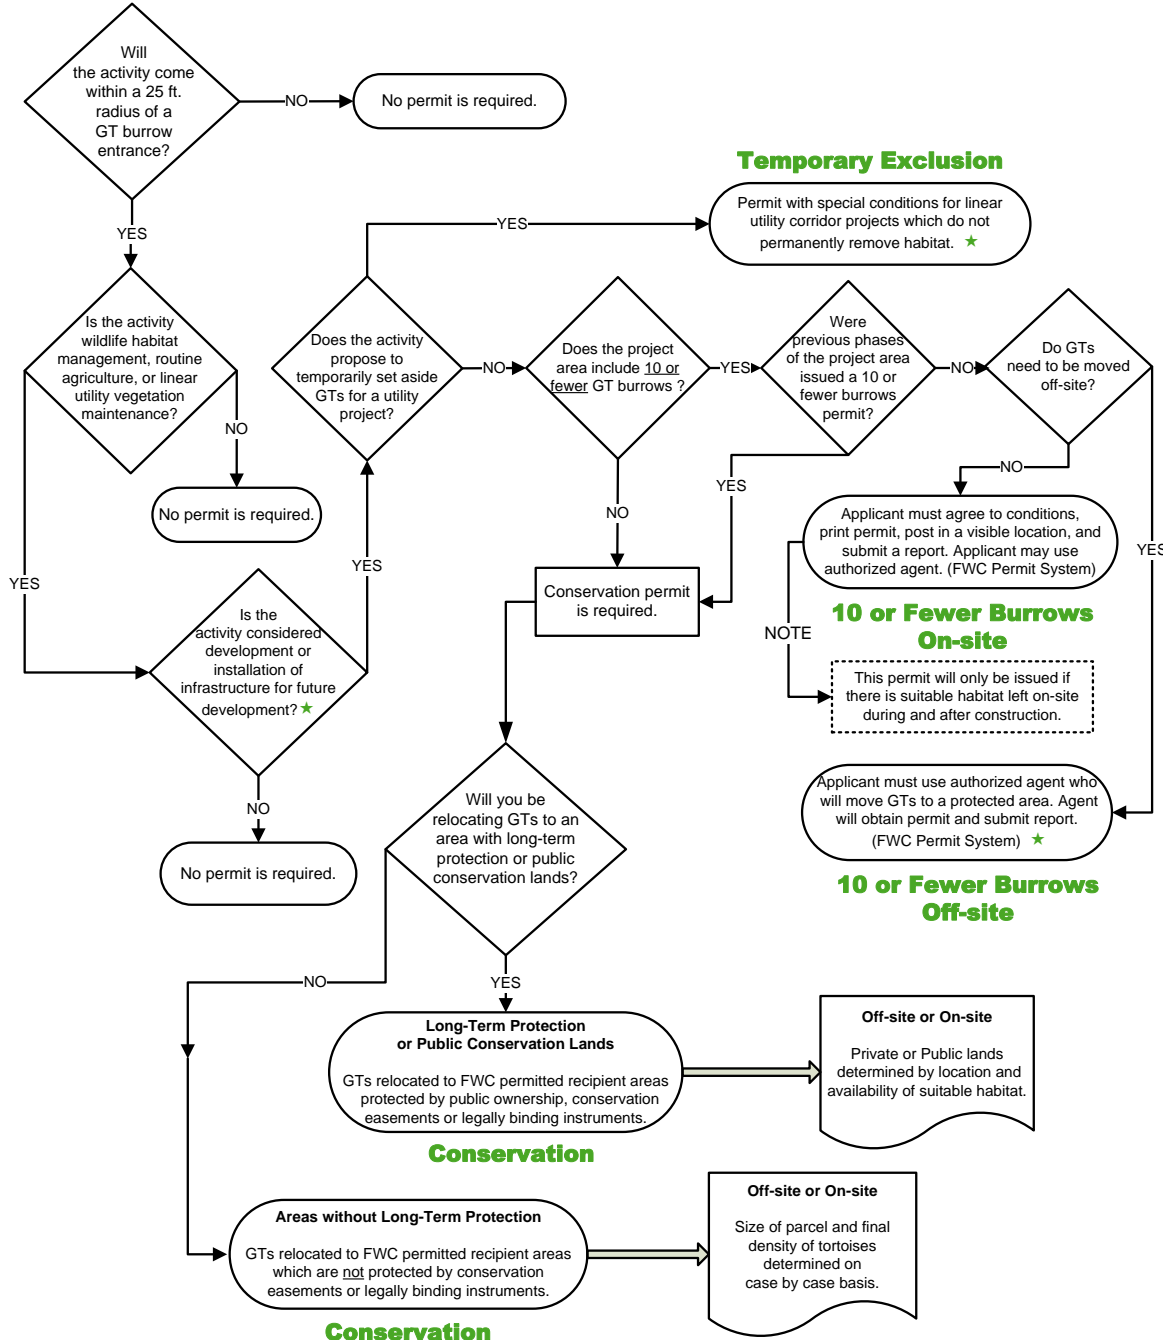 Will
the activity come
within a 25 ft.
radius of a
GT burrow
entrance?
NO
No permit is required.
YES
Is the activity
wildlife habitat
management, routine
agriculture, or linear
utility vegetation
maintenance?
NO
No permit is required.
YES
Is the
activity considered
development or
installation of
infrastructure for future
development? ★
NO
No permit is required.
YES
Does the activity
propose to
temporarily set aside
GTs for a utility
project?
YES
Temporary Exclusion
Permit with special conditions for linear
utility corridor projects which do not
permanently remove habitat. ★
NO
Does the project
area include 10 or
fewer GT burrows ?
NO
YES
Were
previous phases
of the project area
issued a 10 or
fewer burrows
permit?
YES
NO
Do GTs
need to be moved
off-site?
NO
Applicant must agree to conditions,
print permit, post in a visible location, and
submit a report. Applicant may use
authorized agent. (FWC Permit System)
10 or Fewer Burrows
On-site
NOTE
This permit will only be issued if
there is suitable habitat left on-site
during and after construction.
YES
Applicant must use authorized agent who
will move GTs to a protected area. Agent
will obtain permit and submit report.
(FWC Permit System) ★
10 or Fewer Burrows
Off-site
Conservation permit
is required.
Will you be
relocating GTs to an
area with long-term
protection or public
conservation lands?
NO
YES
Long-Term Protection
or Public Conservation Lands
GTs relocated to FWC permitted recipient areas
protected by public ownership, conservation
easements or legally binding instruments.
Conservation
Off-site or On-site
Private or Public lands
determined by location and
availability of suitable habitat.
Areas without Long-Term Protection
GTs relocated to FWC permitted recipient areas
which are not protected by conservation
easements or legally binding instruments.
Conservation
Off-site or On-site
Size of parcel and final
density of tortoises
determined on
case by case basis.